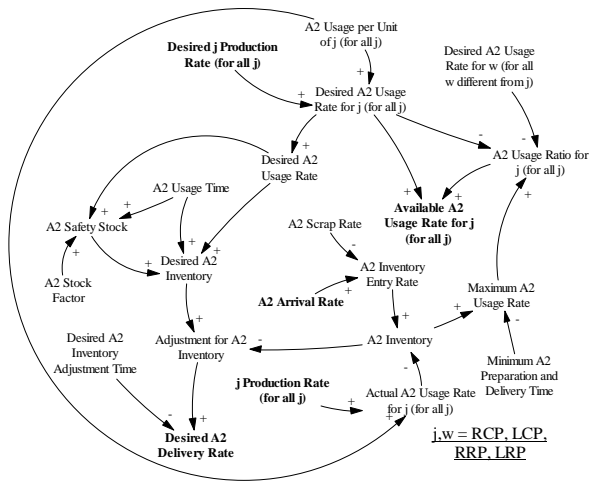 A2 Usage per Unit
of j (for all j)
Desired j Production
Rate (for all j)
Desired A2 Usage
Rate for w (for all
w different from j)
+
+
Desired A2 Usage
Rate for j (for all j)
-
-
+
Desired A2
Usage Rate
A2 Usage Ratio for
j (for all j)
A2 Usage Time
+
+
+
+
+
Available A2
Usage Rate for j
(for all j)
A2 Safety Stock
A2 Scrap Rate
+
+
+
-
+
Desired A2
Inventory
A2 Inventory
Entry Rate
A2 Stock
Factor
A2 Arrival Rate
+
Maximum A2
Usage Rate
+
+
+
-
Desired A2
Inventory
Adjustment Time
Adjustment for A2
Inventory
-
A2 Inventory
Minimum A2
Preparation and
Delivery Time
-
j Production Rate
(for all j)
Actual A2 Usage Rate
for j (for all j)
+
+
-
+
Desired A2
Delivery Rate
j,w = RCP, LCP,
RRP, LRP